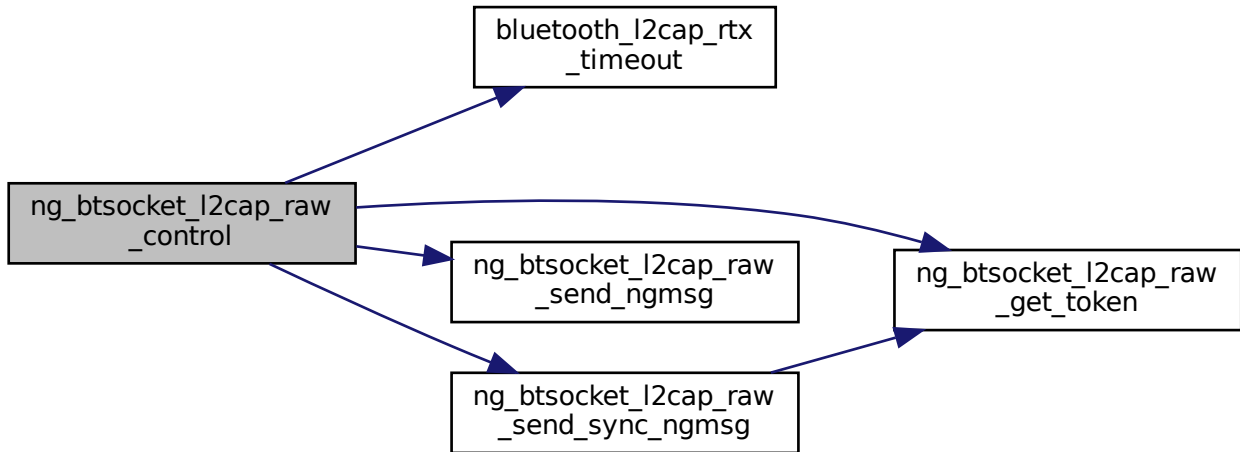 bluetooth_l2cap_rtx
_timeout
ng_btsocket_l2cap_raw
_control
ng_btsocket_l2cap_raw
_send_ngmsg
ng_btsocket_l2cap_raw
_get_token
ng_btsocket_l2cap_raw
_send_sync_ngmsg